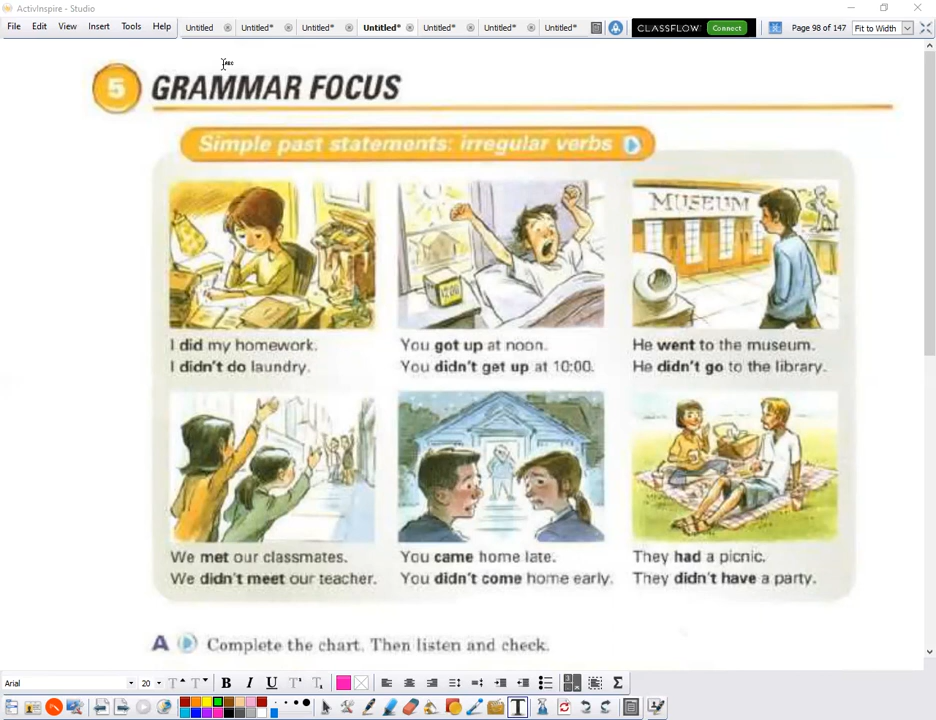 ActivInspire - Studio
File Edit View Insert Tools Help Untitled Untitled* Untitled* Untitled* Untitled* Untitled* Untitled* CLASSFLOW Connect Page 98 of 147 Fit to Width
ABC
5 GRAMMAR FOCUS
Simple past statements: irregular verbs
MUSEUM
12:00
I did my homework. You got up at noon. He went to the museum.
I didn't do laundry. You didn't get up at 10:00. He didn't go to the library.
We met our classmates. You came home late. They had a picnic.
We didn't meet our teacher. You didn't come home early. They didn't have a party.
A Complete the chart. Then listen and check.
Arial 20 T T B I U T T Σ
T